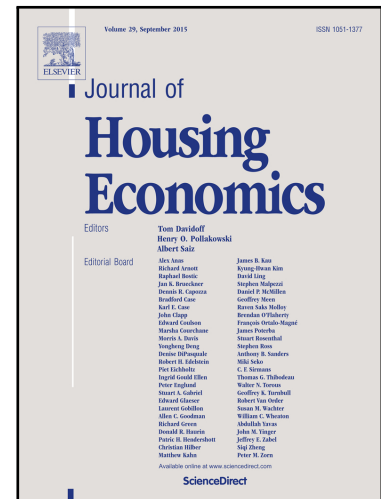 Volume 29, September 2015
ISSN 1051-1377
ELSEVIER
Journal of
Housing
Economics
Editors
Tom Davidoff
Henry O. Pollakowski
Albert Saiz
Editorial Board
Alex Anas
Richard Arnott
Raphael Bostic
Jan K. Brueckner
Dennis R. Capozza
Bradford Case
Karl E. Case
John Clapp
Edward Coulson
Marsha Courchane
Morris A. Davis
Yongheng Deng
Denise DiPasquale
Robert H. Edelstein
Piet Eichholtz
Ingrid Gould Ellen
Peter Englund
Stuart A. Gabriel
Edward Glaeser
Laurent Gobillon
Allen C. Goodman
Richard Green
Donald R. Haurin
Patric H. Hendershott
Christian Hilber
Matthew Kahn
James B. Kau
Kyung-Hwan Kim
David Ling
Stephen Malpezzi
Daniel P. McMillen
Geoffrey Meen
Raven Saks Molloy
Brendan O'Flaherty
François Ortalo-Magné
James Poterba
Stuart Rosenthal
Stephen Ross
Anthony B. Sanders
Miki Seko
C. F. Sirmans
Thomas G. Thibodeau
Walter N. Torous
Geoffrey K. Turnbull
Robert Van Order
Susan M. Wachter
William C. Wheaton
Abdullah Yavas
John M. Yinger
Jeffrey E. Zabel
Siqi Zheng
Peter M. Zorn
Available online at www.sciencedirect.com
ScienceDirect